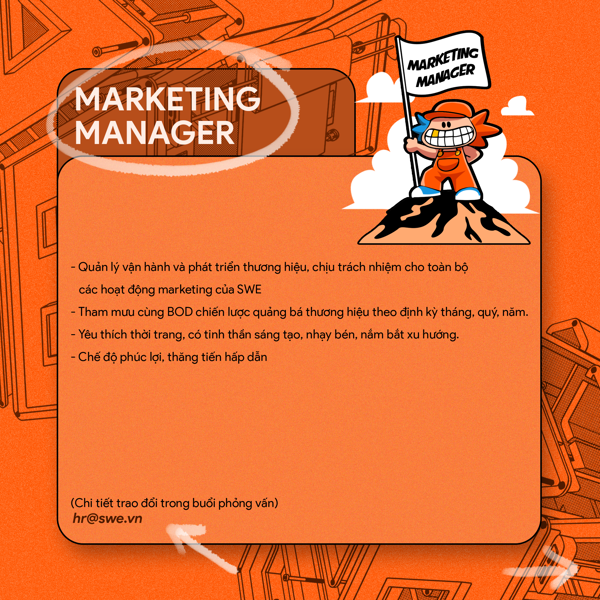 MARKETING
MANAGER
MARKETING
MANAGER
- Quản lý vận hành và phát triển thương hiệu, chịu trách nhiệm cho toàn bộ
các hoạt động marketing của SWE
- Tham mưu cùng BOD chiến lược quảng bá thương hiệu theo định kỳ tháng, quý, năm.
- Yêu thích thời trang, có tinh thần sáng tạo, nhạy bén, nắm bắt xu hướng.
- Chế độ phúc lợi, thăng tiến hấp dẫn
(Chi tiết trao đổi trong buổi phỏng vấn)
hr@swe.vn